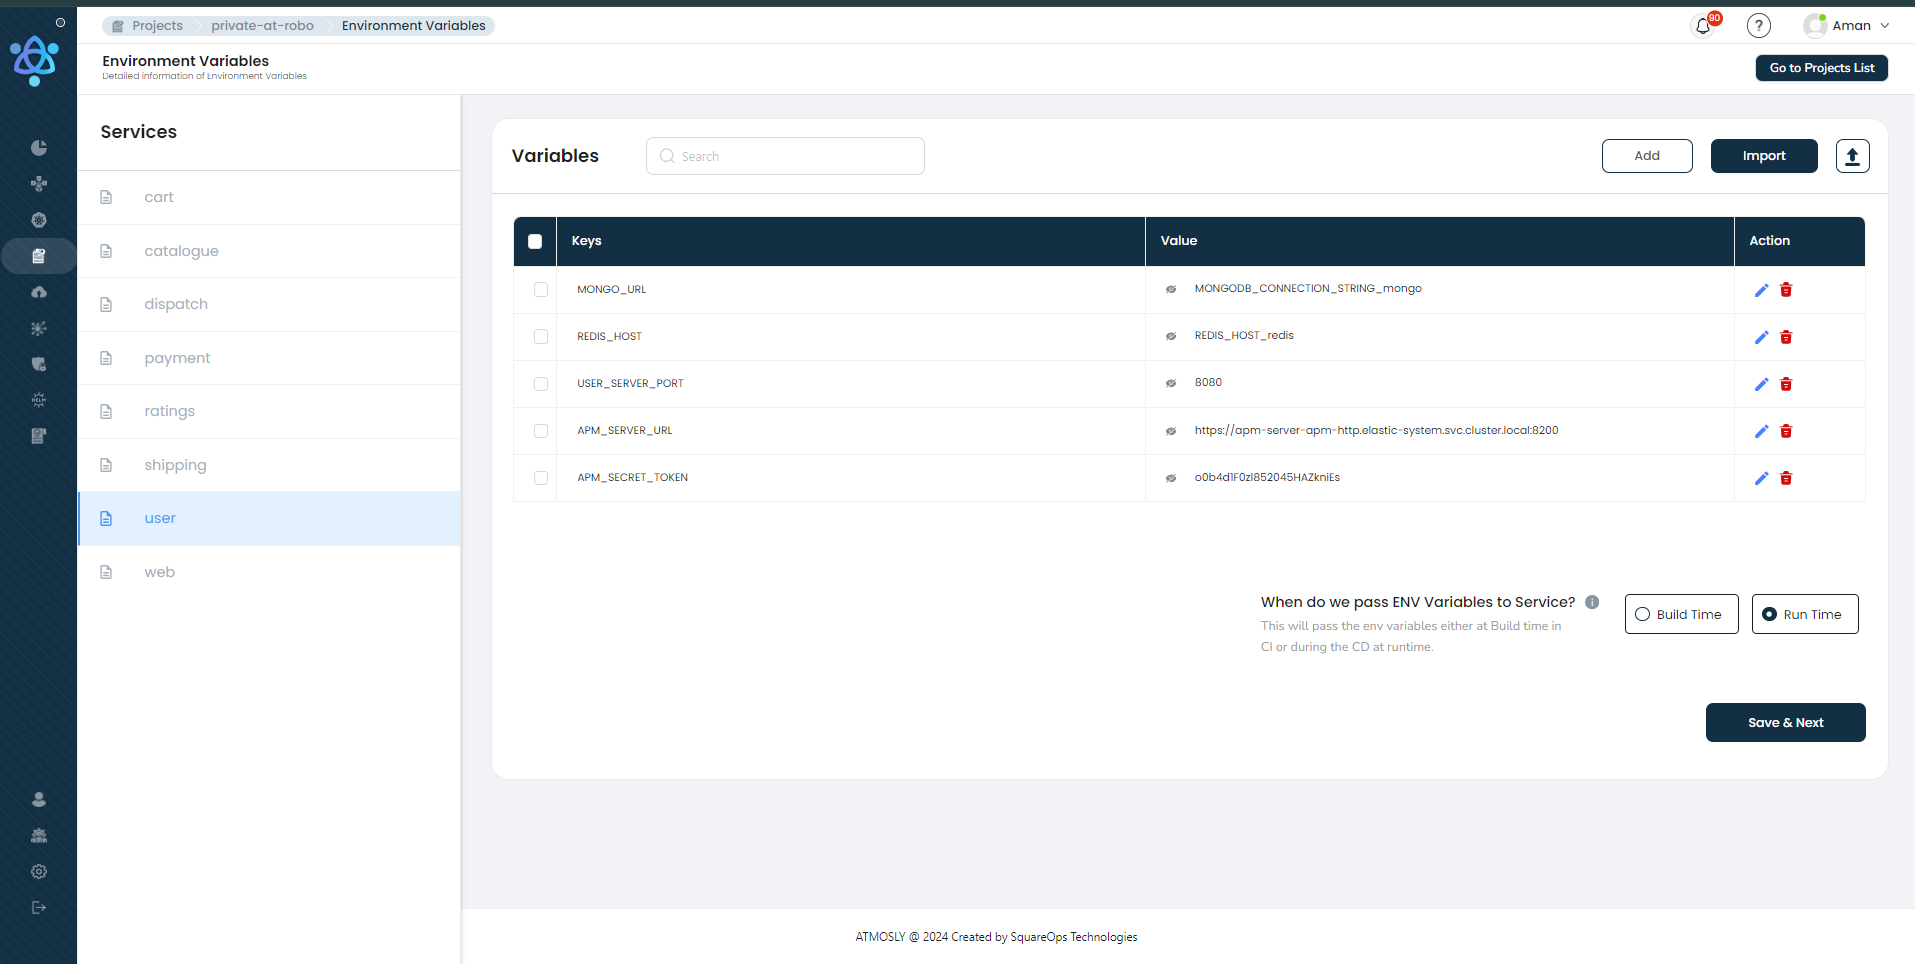 Projects private-at-robo Environment Variables
90
?
Aman
Environment Variables
Detailed information of Environment Variables
Go to Projects List
Services
cart
catalogue
dispatch
payment
ratings
shipping
user
web
Variables
Search
Add
Import
Keys Value Action
MONGO_URL MONGODB_CONNECTION_STRING_mongo
REDIS_HOST REDIS_HOST_redis
USER_SERVER_PORT 8080
APM_SERVER_URL https://apm-server-apm-http.elastic-system.svc.cluster.local:8200
APM_SECRET_TOKEN
When do we pass ENV Variables to Service? i
This will pass the env variables either at Build time in
CI or during the CD at runtime.
Build Time
Run Time
Save & Next
HELM
ATMOSLY @ 2024 Created by SquareOps Technologies